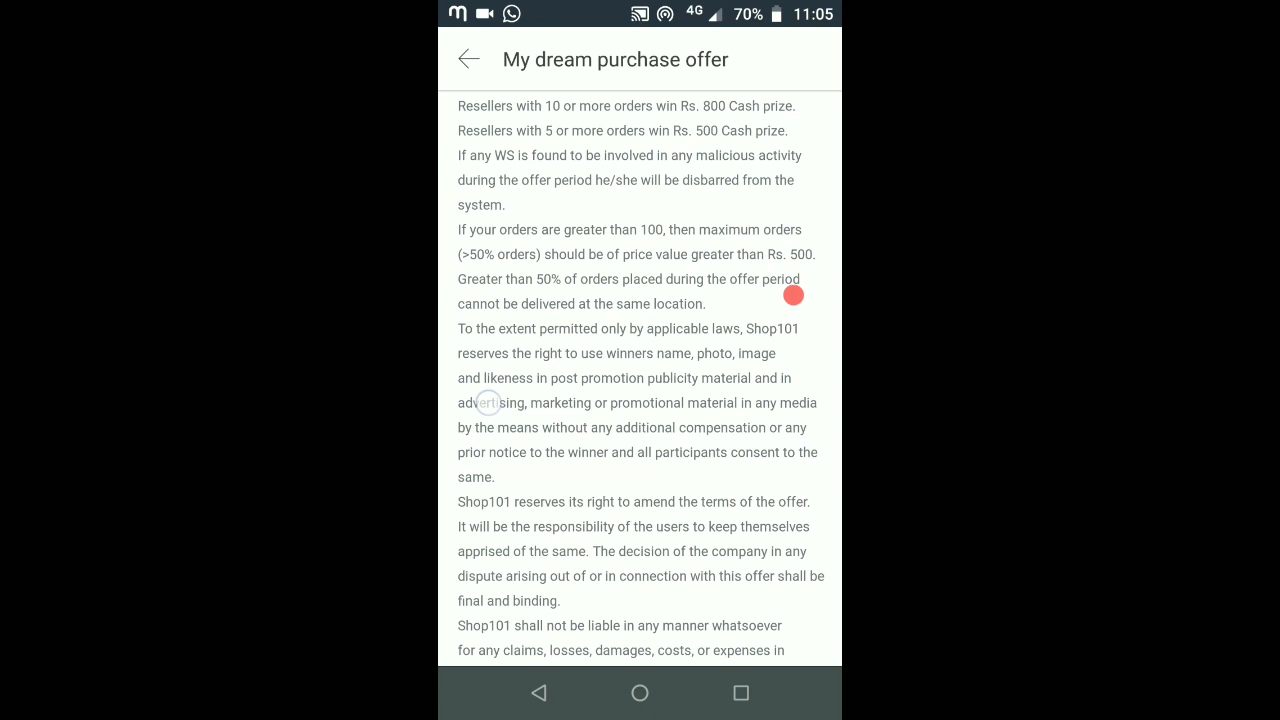 4G 70% 11:05
My dream purchase offer
Resellers with 10 or more orders win Rs. 800 Cash prize.
Resellers with 5 or more orders win Rs. 500 Cash prize.
If any WS is found to be involved in any malicious activity
during the offer period he/she will be disbarred from the
system.
If your orders are greater than 100, then maximum orders
(>50% orders) should be of price value greater than Rs. 500.
Greater than 50% of orders placed during the offer period
cannot be delivered at the same location.
To the extent permitted only by applicable laws, Shop101
reserves the right to use winners name, photo, image
and likeness in post promotion publicity material and in
advertising, marketing or promotional material in any media
by the means without any additional compensation or any
prior notice to the winner and all participants consent to the
same.
Shop101 reserves its right to amend the terms of the offer.
It will be the responsibility of the users to keep themselves
apprised of the same. The decision of the company in any
dispute arising out of or in connection with this offer shall be
final and binding.
Shop101 shall not be liable in any manner whatsoever
for any claims, losses, damages, costs, or expenses in